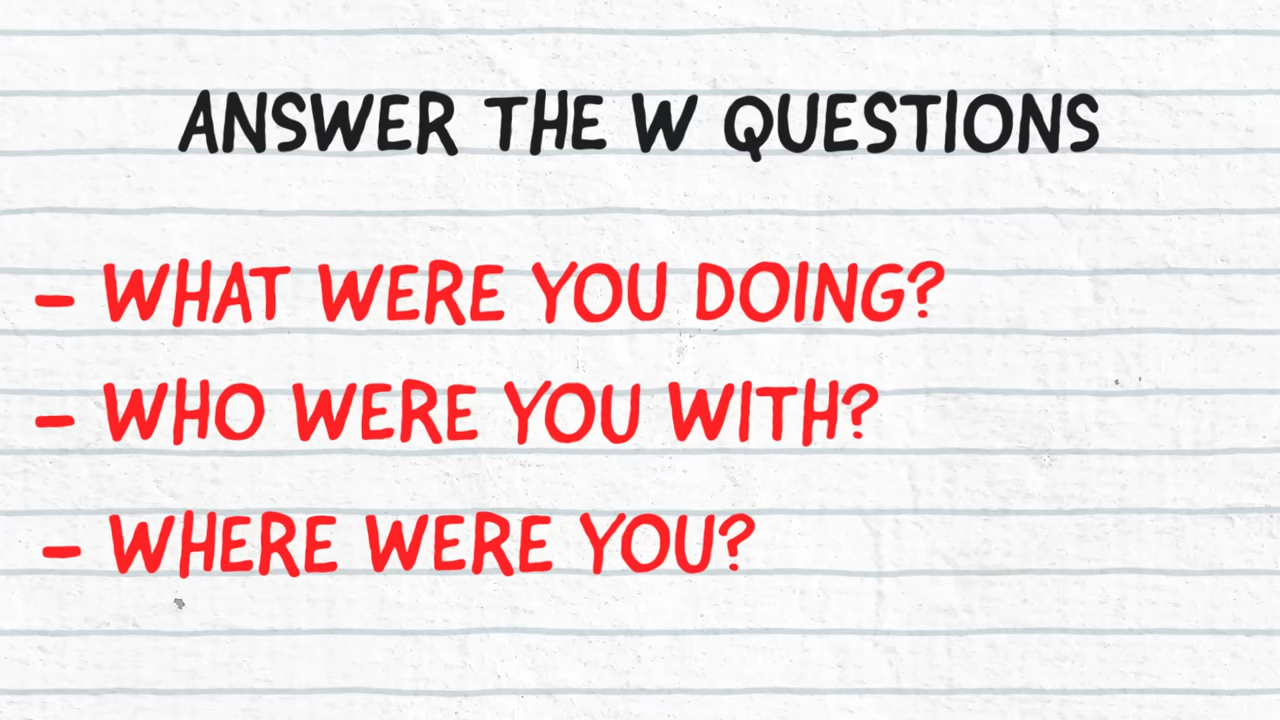 ANSWER THE W QUESTIONS
- WHAT WERE YOU DOING?
- WHO WERE YOU WITH?
- WHERE WERE YOU?